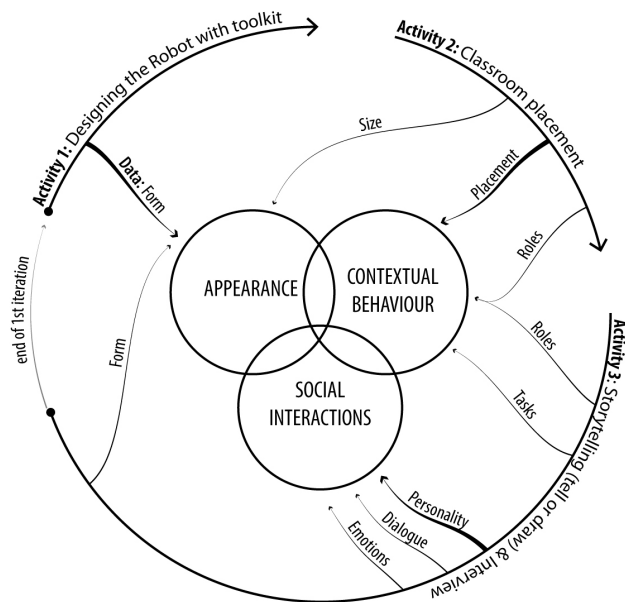 Activity 1: Designing the Robot with toolkit
Activity 2: Classroom placement
Size
Data: Form
Placement
Roles
APPEARANCE
CONTEXTUAL
BEHAVIOUR
end of 1st iteration
Form
Roles
Activity 3: Storytelling (tell or draw) & Interview
Tasks
SOCIAL
INTERACTIONS
Personality
Dialogue
Emotions